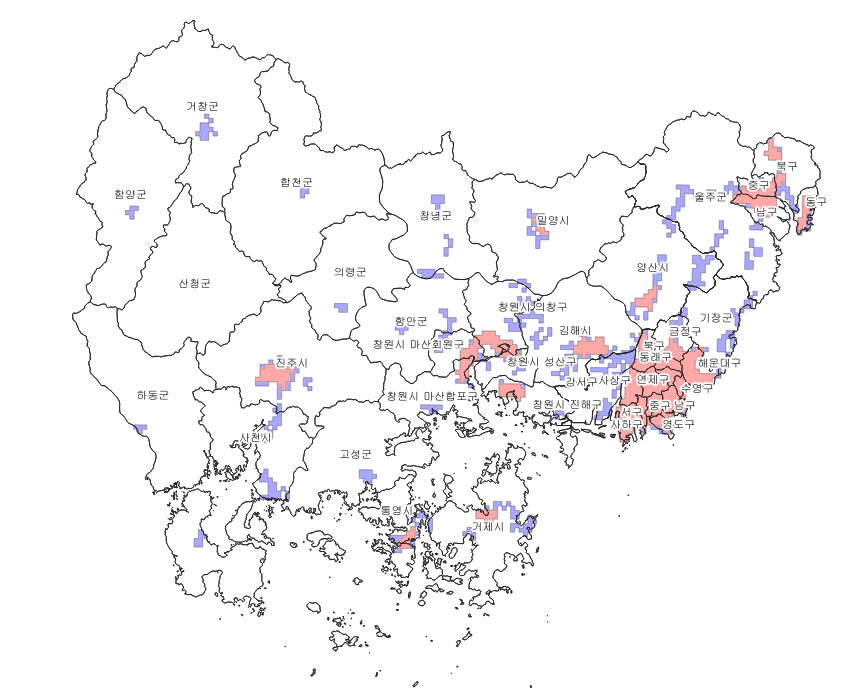 거창군
북구
함양군
합천군
중구
울주군
동구
남구
창녕군
밀양시
양산시
산청군
의령군
창원시 의창구
기장군
함안군
김해시
금정구
창원시 마산회원구
북구
동래구
진주시
창원시 성산구
해운대구
강서구
사상구
연제구
수영구
하동군
창원시 마산합포구
창원시 진해구
중구
남구
서구
사하구
영도구
사천시
고성군
통영시
거제시